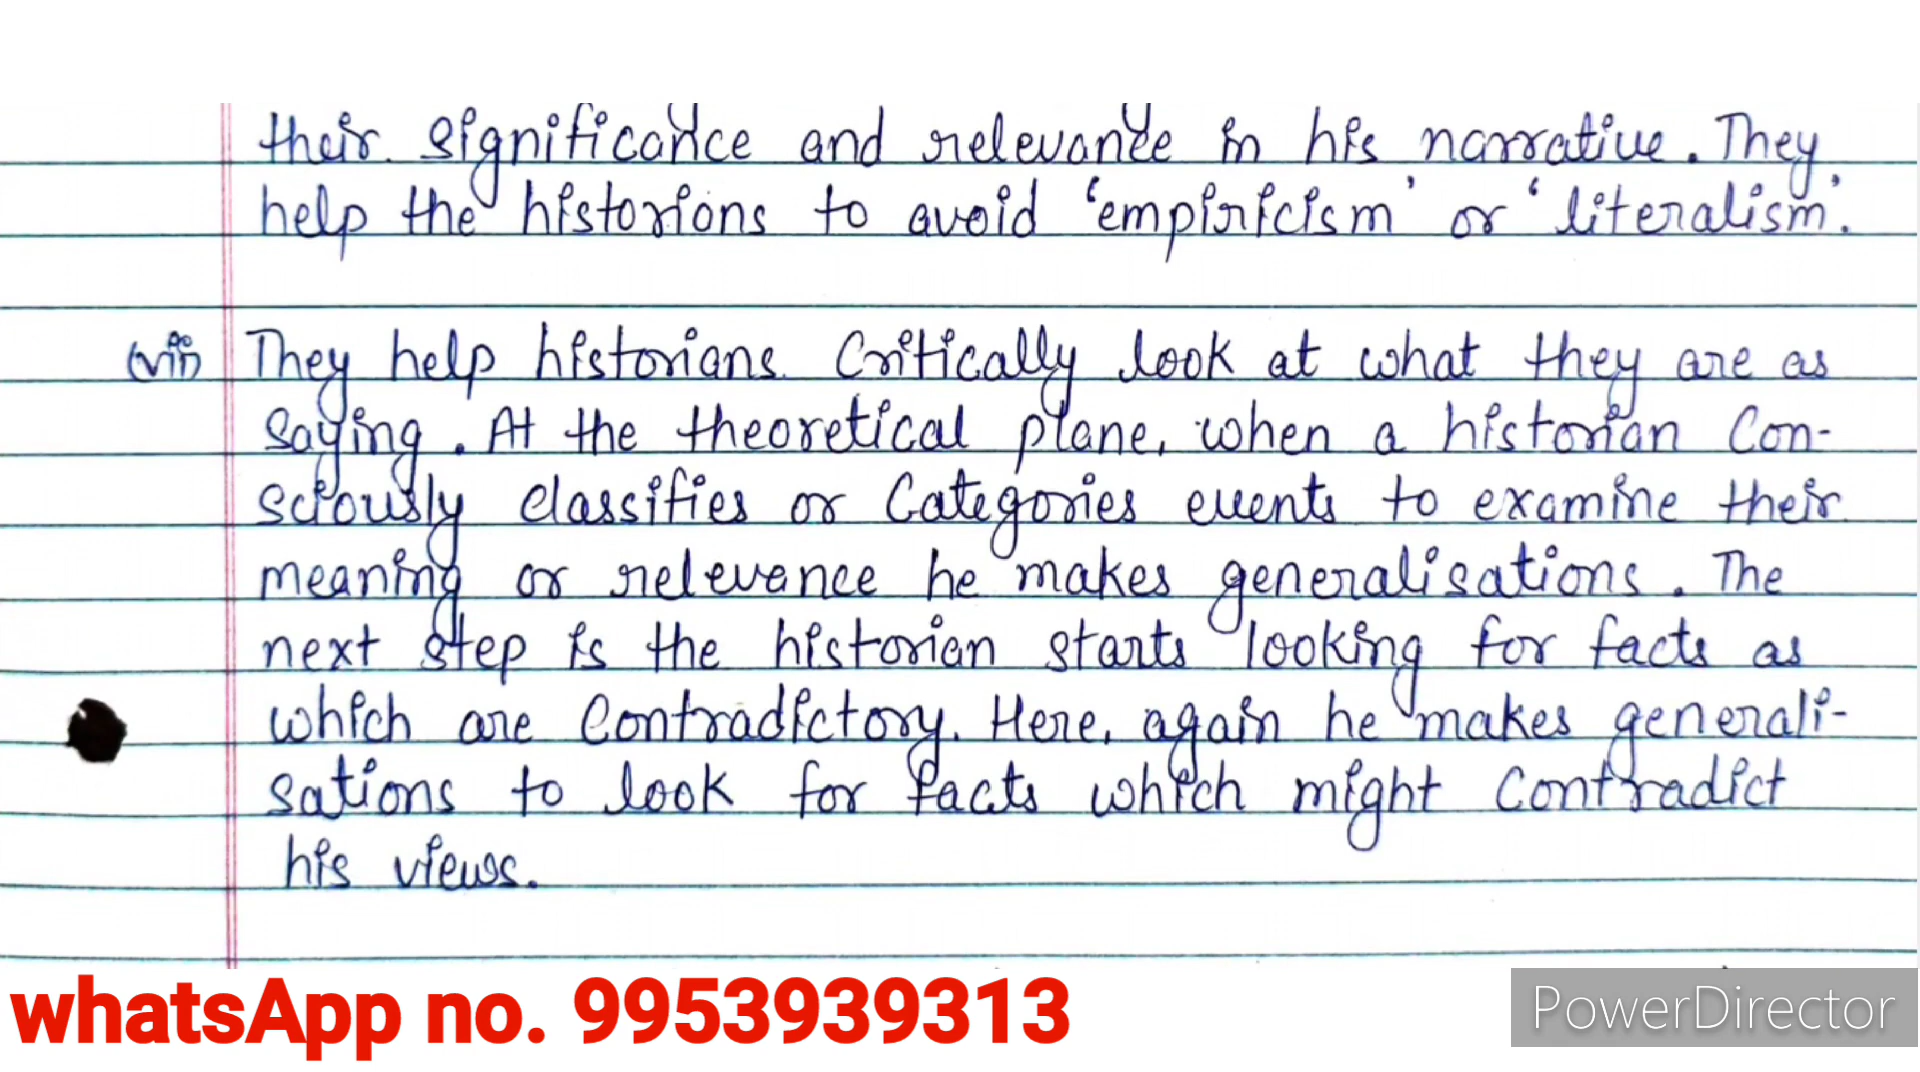 their significance and relevance in his narrative. They
help the historions to avoid 'empiricism' or 'literalism'.
(vii) They help historians critically look at what they are as
saying. At the theoretical plane, when a historian con-
sciously classifies or Categories events to examine their
meaning or relevance he makes generalisations. The
next step is the historian starts looking for facts as
which are contradictory. Here, again he makes generali-
sations to look for facts which might contradict
his views.
whatsApp no. 9953939313
PowerDirector